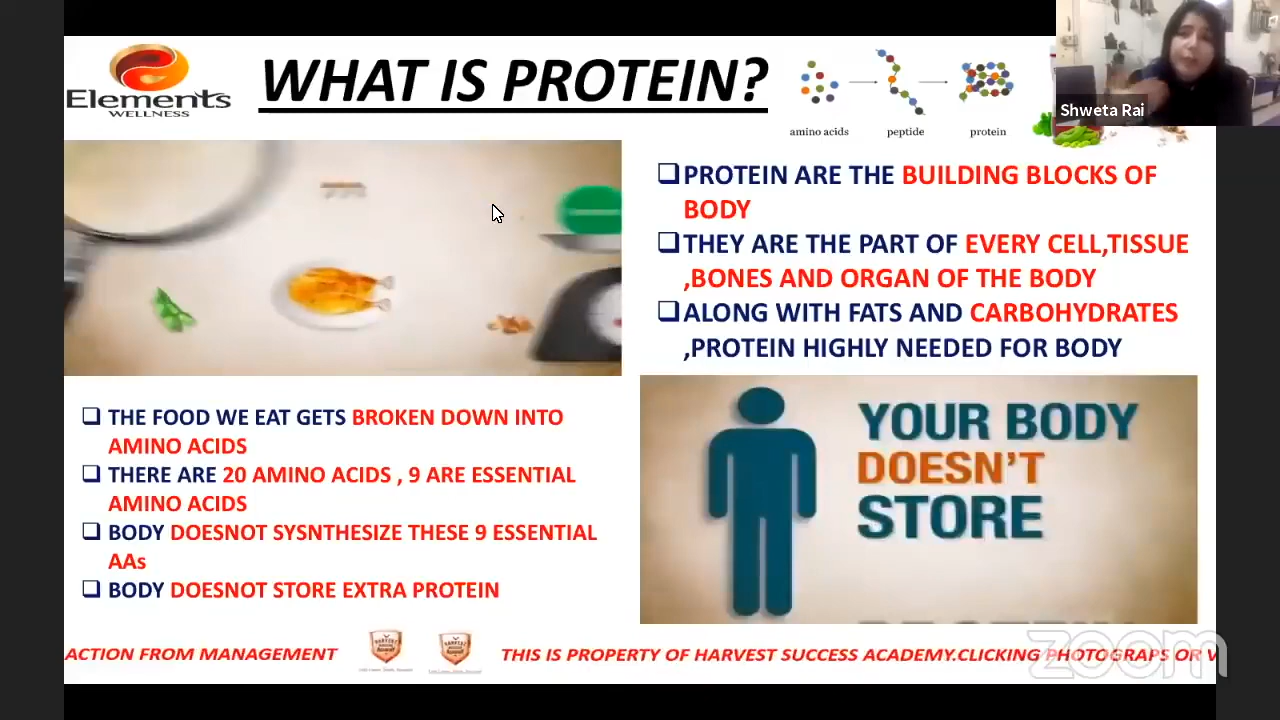 Elements
WELLNESS
WHAT IS PROTEIN?
amino acids
peptide
protein
Shweta Rai
PROTEIN ARE THE BUILDING BLOCKS OF
BODY
THEY ARE THE PART OF EVERY CELL,TISSUE
,BONES AND ORGAN OF THE BODY
ALONG WITH FATS AND CARBOHYDRATES
,PROTEIN HIGHLY NEEDED FOR BODY
THE FOOD WE EAT GETS BROKEN DOWN INTO
AMINO ACIDS
THERE ARE 20 AMINO ACIDS , 9 ARE ESSENTIAL
AMINO ACIDS
BODY DOESNOT SYSNTHESIZE THESE 9 ESSENTIAL
AAs
BODY DOESNOT STORE EXTRA PROTEIN
YOUR BODY
DOESN'T
STORE
ACTION FROM MANAGEMENT
THIS IS PROPERTY OF HARVEST SUCCESS ACADEMY.CLICKING PHOTOGRAPS OR V
zoom